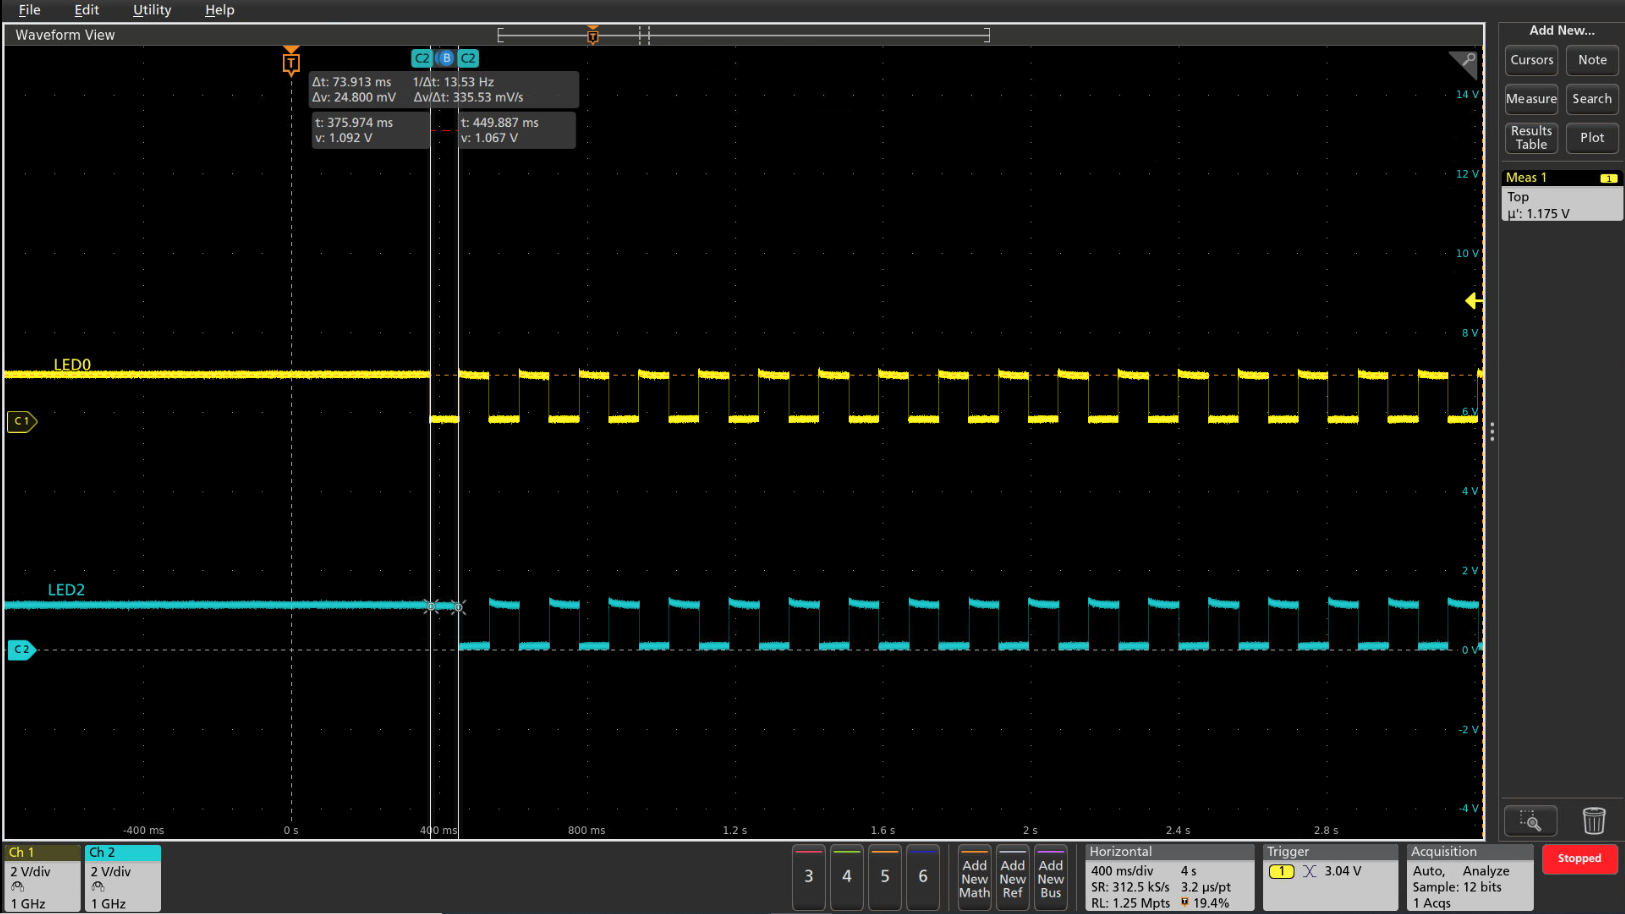 File Edit Utility Help
Waveform View
T
T
C2 B C2
Δt: 73.913 ms 1/Δt: 13.53 Hz
Δv: 24.800 mV Δv/Δt: 335.53 mV/s
t: 375.974 ms
v: 1.092 V
t: 449.887 ms
v: 1.067 V
14 V
12 V
10 V
8 V
6 V
4 V
2 V
0 V
-2 V
-4 V
LED0
C 1
LED2
C 2
-400 ms 0 s 400 ms 800 ms 1.2 s 1.6 s 2 s 2.4 s 2.8 s
Add New...
Cursors Note
Measure Search
Results
Table
Plot
Meas 1 1
Top
µ': 1.175 V
Ch 1
2 V/div
1 GHz
Ch 2
2 V/div
1 GHz
3 4 5 6
Add
New
Math
Add
New
Ref
Add
New
Bus
Horizontal
400 ms/div 4 s
SR: 312.5 kS/s 3.2 µs/pt
RL: 1.25 Mpts T 19.4%
Trigger
1 3.04 V
Acquisition
Auto, Analyze
Sample: 12 bits
1 Acqs
Stopped